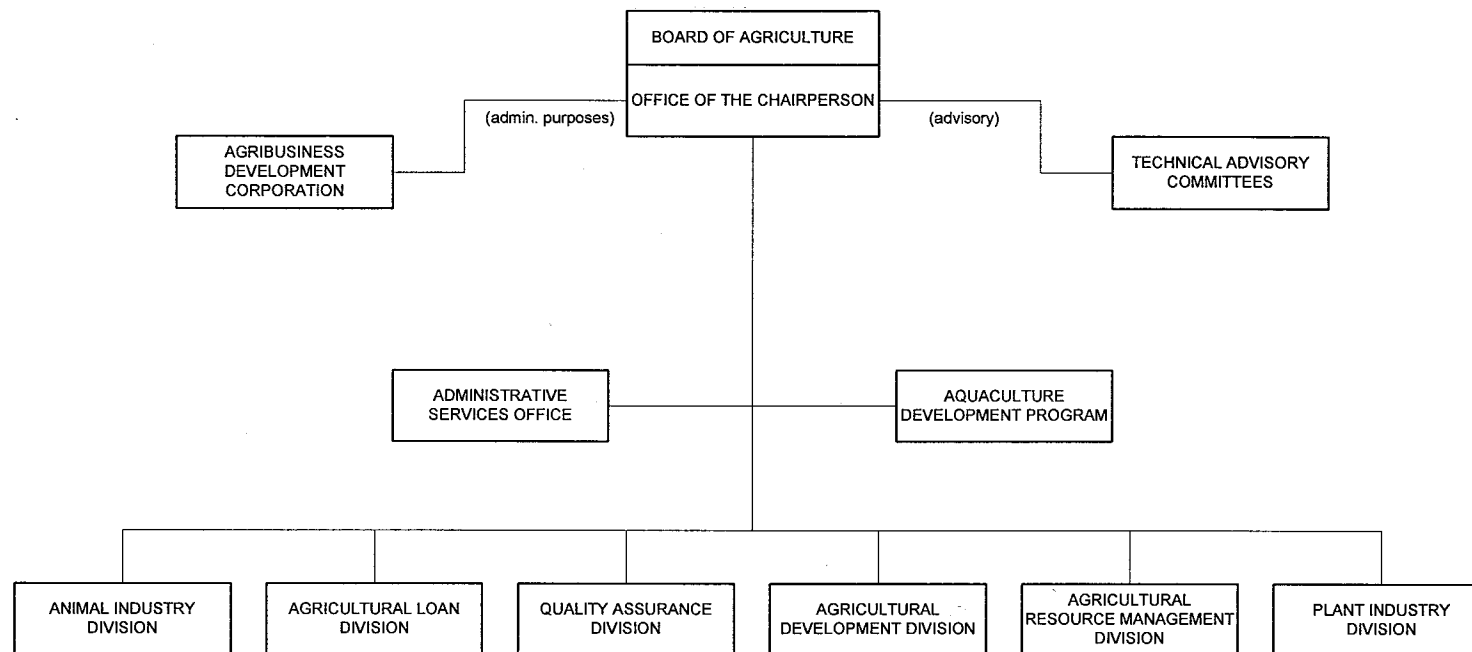 BOARD OF AGRICULTURE
OFFICE OF THE CHAIRPERSON
(admin. purposes)
(advisory)
AGRIBUSINESS
DEVELOPMENT
CORPORATION
TECHNICAL ADVISORY
COMMITTEES
ADMINISTRATIVE
SERVICES OFFICE
AQUACULTURE
DEVELOPMENT PROGRAM
ANIMAL INDUSTRY
DIVISION
AGRICULTURAL LOAN
DIVISION
QUALITY ASSURANCE
DIVISION
AGRICULTURAL
DEVELOPMENT DIVISION
AGRICULTURAL
RESOURCE MANAGEMENT
DIVISION
PLANT INDUSTRY
DIVISION